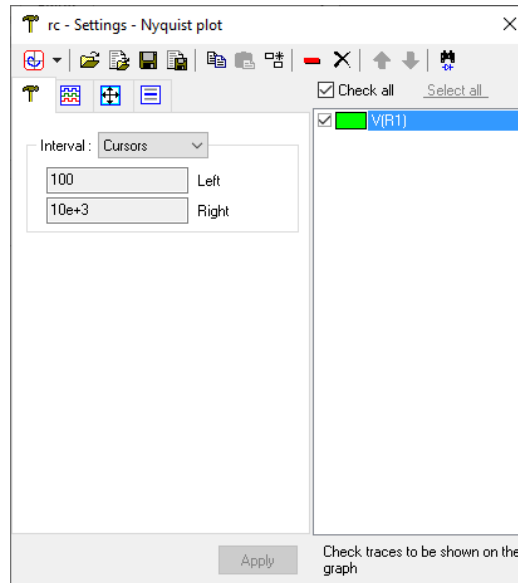 rc - Settings - Nyquist plot
Check all Select all
V(R1)
Interval : Cursors
100 Left
10e+3 Right
Apply
Check traces to be shown on the
graph